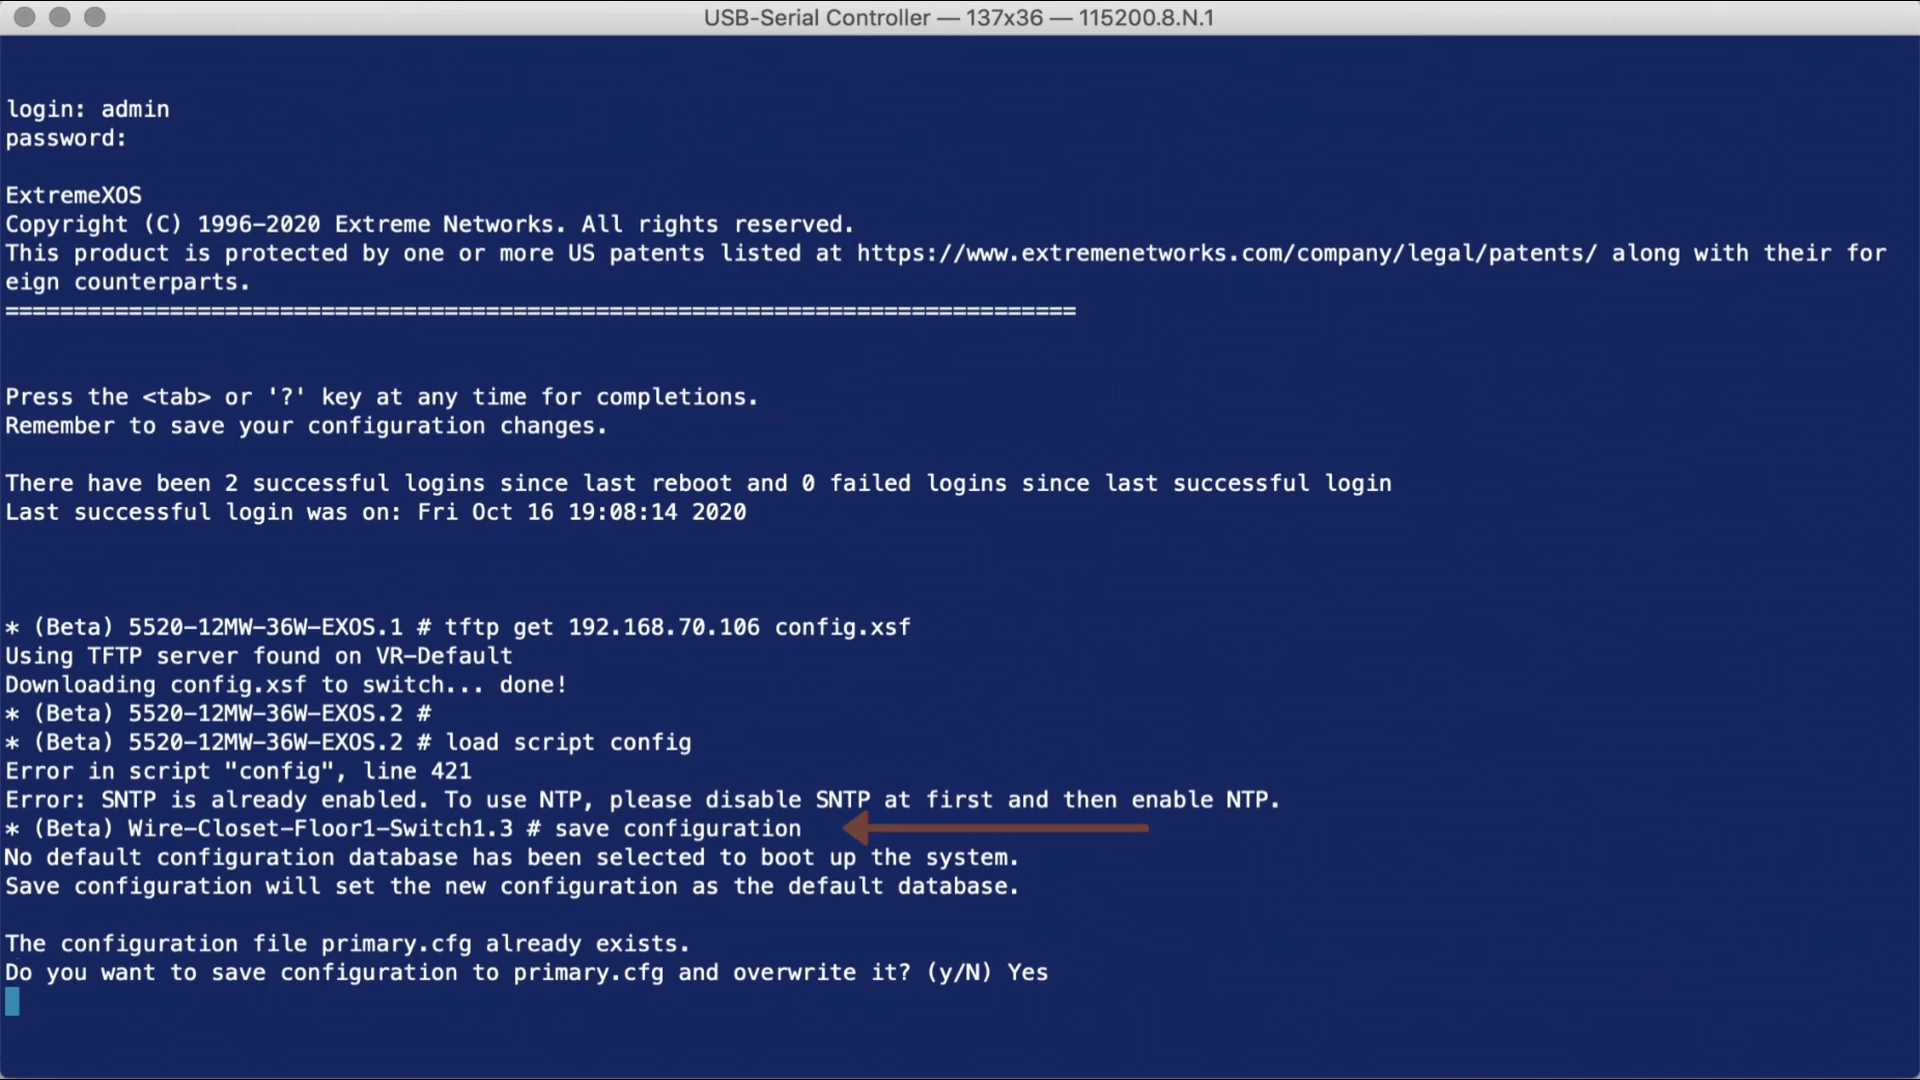 USB-Serial Controller — 137x36 — 115200.8.N.1
login: admin
password:
ExtremeXOS
Copyright (C) 1996-2020 Extreme Networks. All rights reserved.
This product is protected by one or more US patents listed at https://www.extremenetworks.com/company/legal/patents/ along with their for
eign counterparts.
==============================================================================
Press the <tab> or '?' key at any time for completions.
Remember to save your configuration changes.
There have been 2 successful logins since last reboot and 0 failed logins since last successful login
Last successful login was on: Fri Oct 16 19:08:14 2020
* (Beta) 5520-12MW-36W-EXOS.1 # tftp get 192.168.70.106 config.xsf
Using TFTP server found on VR-Default
Downloading config.xsf to switch... done!
* (Beta) 5520-12MW-36W-EXOS.2 #
* (Beta) 5520-12MW-36W-EXOS.2 # load script config
Error in script "config", line 421
Error: SNTP is already enabled. To use NTP, please disable SNTP at first and then enable NTP.
* (Beta) Wire-Closet-Floor1-Switch1.3 # save configuration
No default configuration database has been selected to boot up the system.
Save configuration will set the new configuration as the default database.
The configuration file primary.cfg already exists.
Do you want to save configuration to primary.cfg and overwrite it? (y/N) Yes